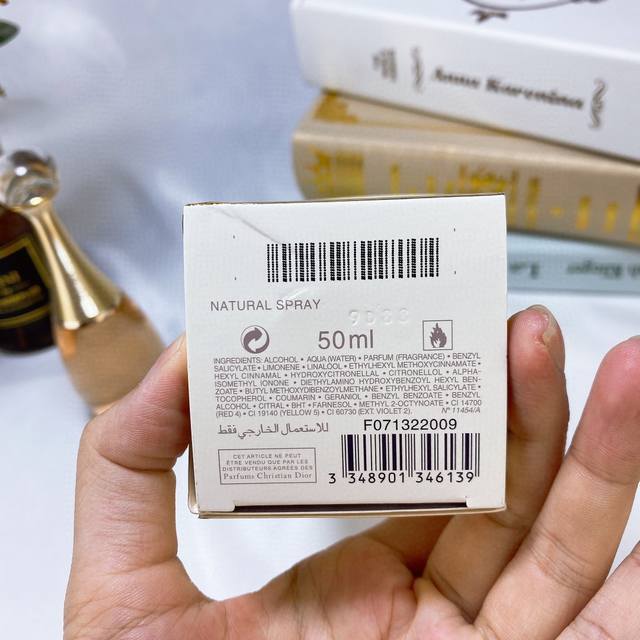 Anna Karenina
NATURAL SPRAY
50ml
INGREDIENTS: ALCOHOL • AQUA (WATER) • PARFUM (FRAGRANCE) • BENZYL
SALICYLATE • LIMONENE • LINALOOL • ETHYLHEXYL METHOXYCINNAMATE •
HEXYL CINNAMAL • HYDROXYCITRONELLAL • CITRONELLOL • ALPHA-
ISOMETHYL IONONE • DIETHYLAMINO HYDROXYBENZOYL HEXYL BEN-
ZOATE • BUTYL METHOXYDIBENZOYLMETHANE • ETHYLHEXYL SALICYLATE •
TOCOPHEROL • COUMARIN • GERANIOL • BENZYL BENZOATE • BENZYL
ALCOHOL • CITRAL • BHT • FARNESOL • METHYL 2-OCTYNOATE • CI 14700
(RED 4) • CI 19140 (YELLOW 5) • CI 60730 (EXT. VIOLET 2). N° 11454/A
للاستعمال الخارجي فقط
F071322009
CET ARTICLE NE PEUT
ÊTRE VENDU QUE PAR LES
DISTRIBUTEURS AGRÉÉS DES
Parfums Christian Dior
3 348901 346139